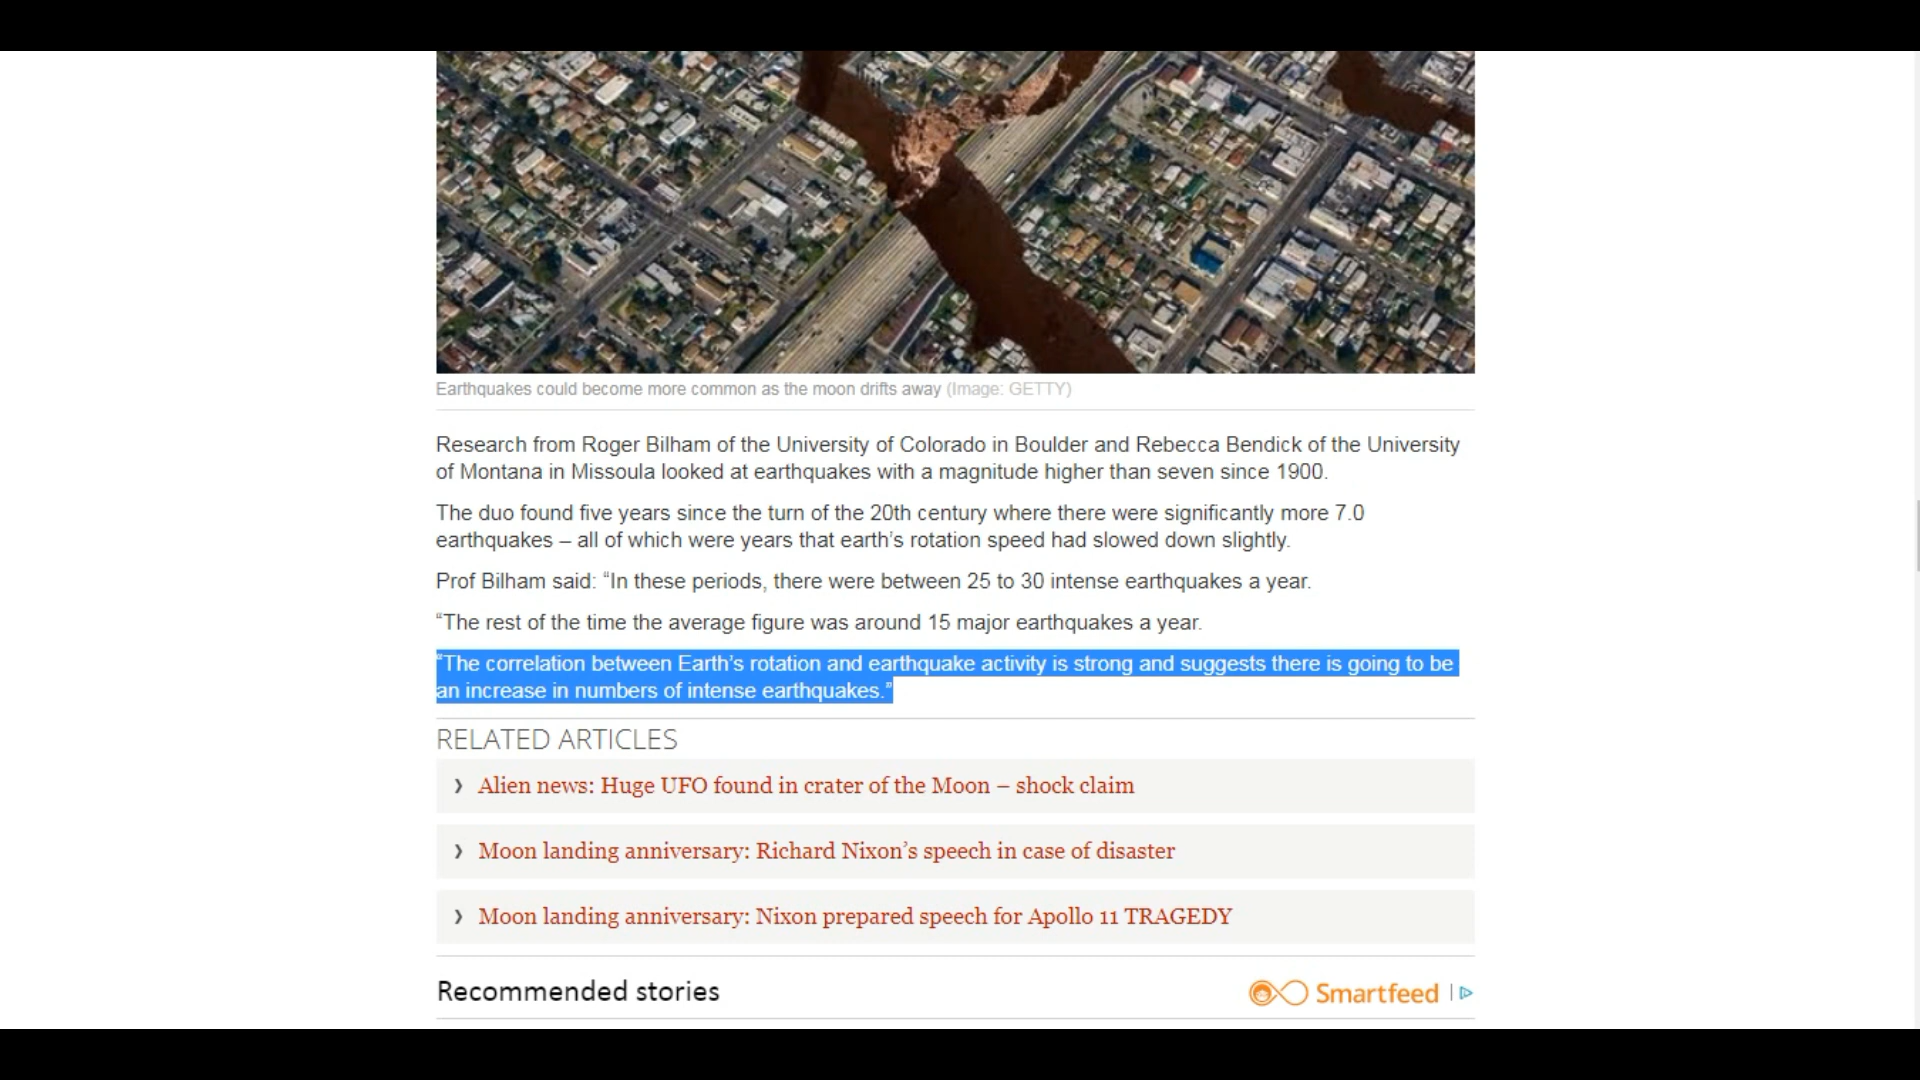 Earthquakes could become more common as the moon drifts away (Image: GETTY)
Research from Roger Bilham of the University of Colorado in Boulder and Rebecca Bendick of the University
of Montana in Missoula looked at earthquakes with a magnitude higher than seven since 1900.
The duo found five years since the turn of the 20th century where there were significantly more 7.0
earthquakes – all of which were years that earth’s rotation speed had slowed down slightly.
Prof Bilham said: “In these periods, there were between 25 to 30 intense earthquakes a year.
“The rest of the time the average figure was around 15 major earthquakes a year.
“The correlation between Earth’s rotation and earthquake activity is strong and suggests there is going to be
an increase in numbers of intense earthquakes.”
RELATED ARTICLES
Alien news: Huge UFO found in crater of the Moon – shock claim
Moon landing anniversary: Richard Nixon’s speech in case of disaster
Moon landing anniversary: Nixon prepared speech for Apollo 11 TRAGEDY
Recommended stories
Smartfeed